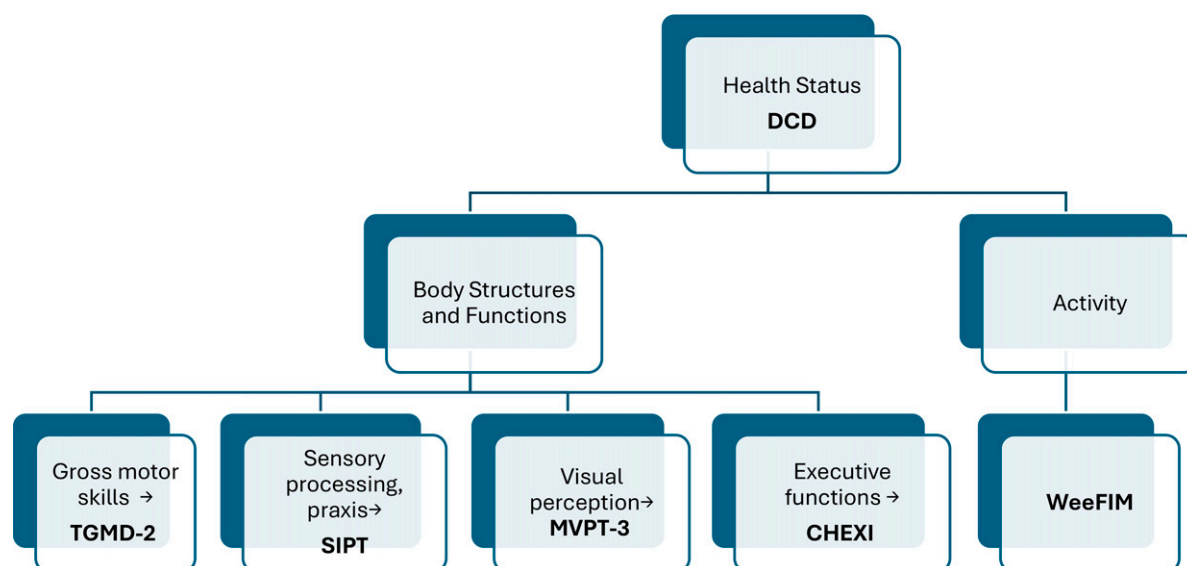 Health Status
DCD
Body Structures
and Functions
Activity
Gross motor
skills →
TGMD-2
Sensory
processing,
praxis→
SIPT
Visual
perception→
MVPT-3
Executive
functions →
CHEXI
WeeFIM